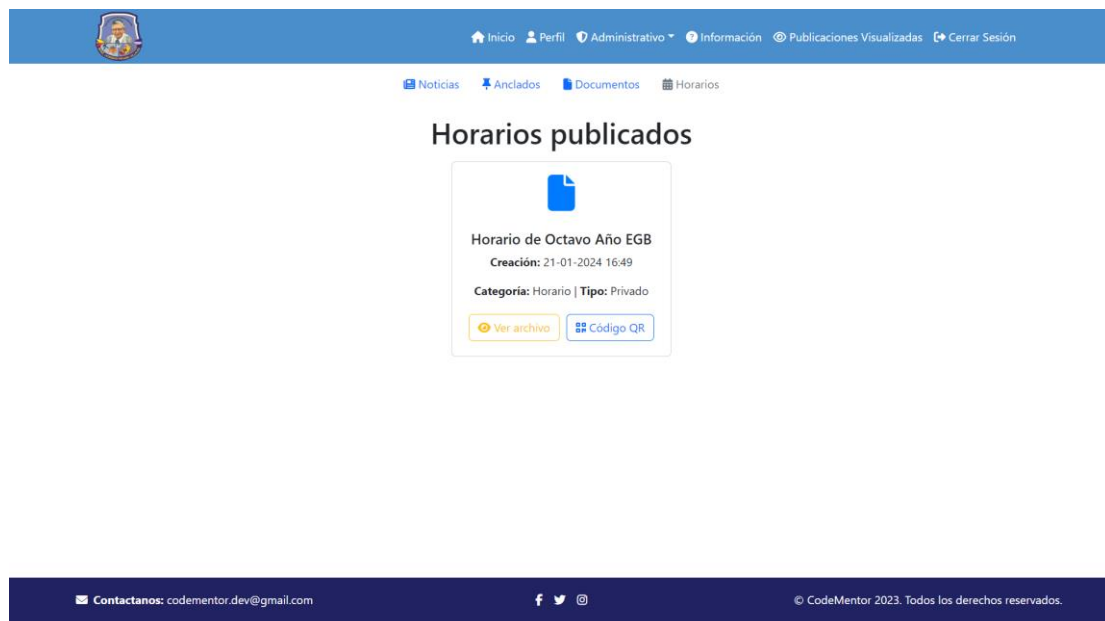 Inicio Perfil Administrativo Información Publicaciones Visualizadas Cerrar Sesión
Noticias Anclados Documentos Horarios
Horarios publicados
Horario de Octavo Año EGB
Creación: 21-01-2024 16:49
Categoría: Horario | Tipo: Privado
Ver archivo Código QR
Contactanos: codementor.dev@gmail.com © CodeMentor 2023. Todos los derechos reservados.